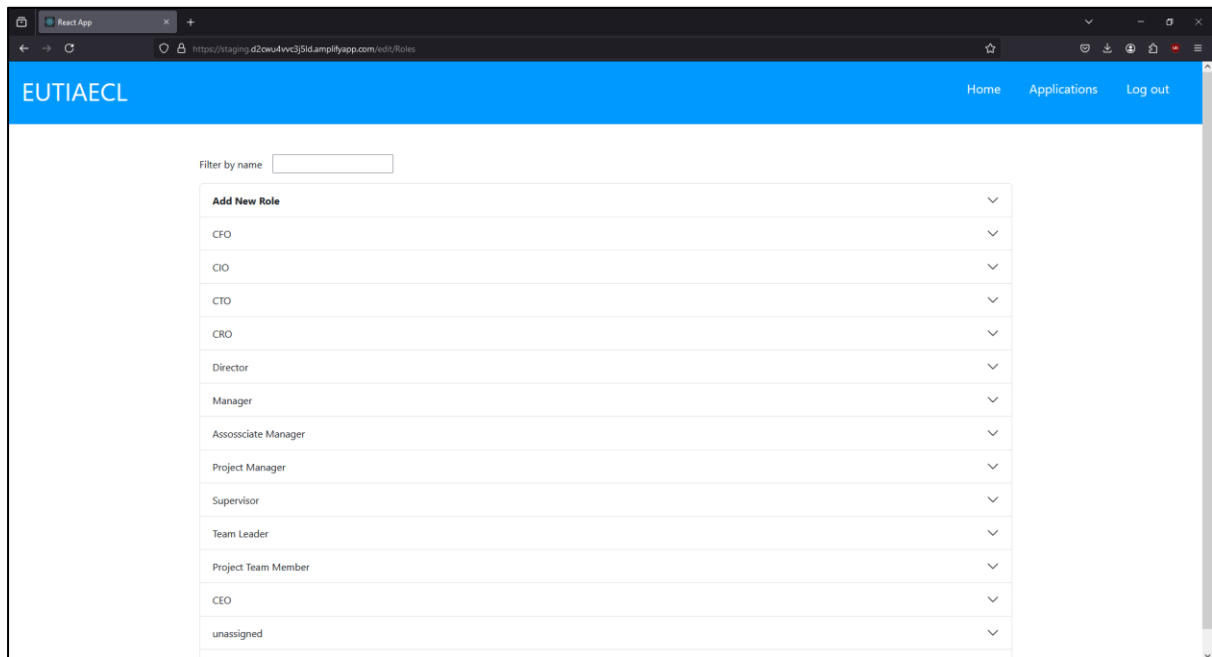 React App
https://staging.d2cwu4vvc3j5ld.amplifyapp.com/edit/Roles
EUTIAECL
Home Applications Log out
Filter by name
Add New Role
CFO
CIO
CTO
CRO
Director
Manager
Assossciate Manager
Project Manager
Supervisor
Team Leader
Project Team Member
CEO
unassigned